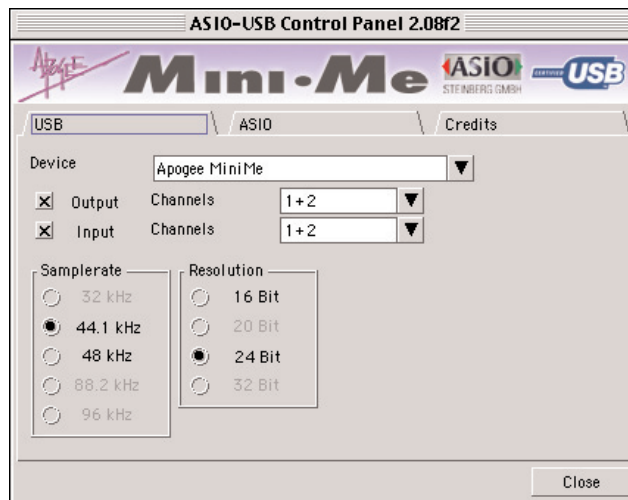 ASIO-USB Control Panel 2.08f2
Apogee Mini-Me ASIO STEINBERG GMBH CERTIFIED USB
USB ASIO Credits
Device Apogee MiniMe
Output Channels 1+2
Input Channels 1+2
Samplerate Resolution
32 kHz 16 Bit
44.1 kHz 20 Bit
48 kHz 24 Bit
88.2 kHz 32 Bit
96 kHz
Close